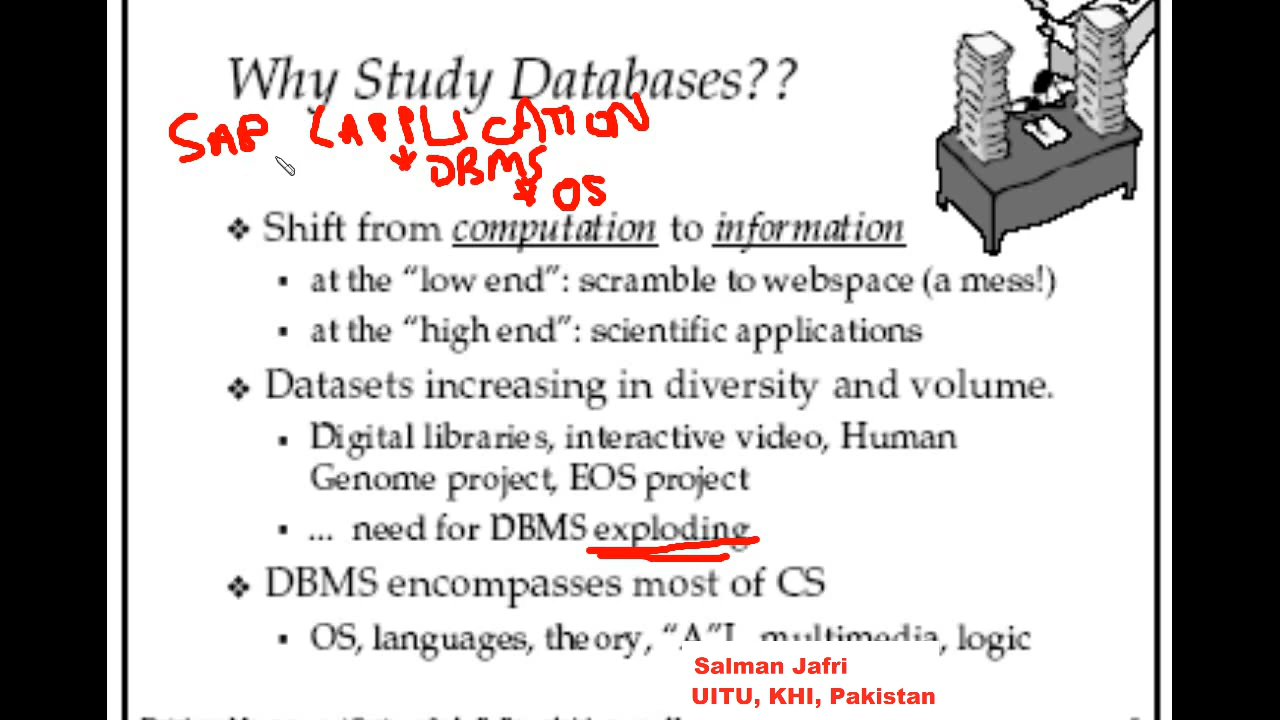 Why Study Databases??
SAP (APPLICATION
DBMS
OS
❖ Shift from computation to information
▪ at the “low end”: scramble to webspace (a mess!)
▪ at the “high end”: scientific applications
❖ Datasets increasing in diversity and volume.
▪ Digital libraries, interactive video, Human
Genome project, EOS project
▪ ... need for DBMS exploding
❖ DBMS encompasses most of CS
▪ OS, languages, theory, “A”I, multimedia, logic
Salman Jafri
UITU, KHI, Pakistan